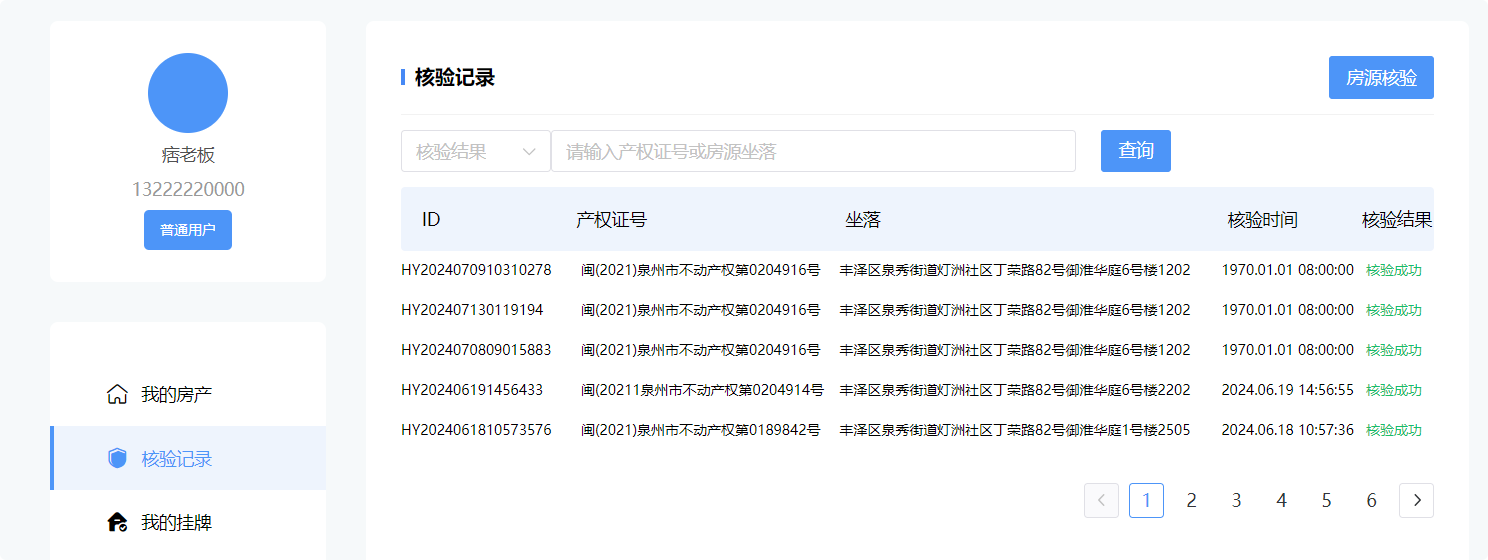 痞老板
13222220000
普通用户
我的房产
核验记录
我的挂牌
核验记录
房源核验
核验结果 请输入产权证号或房源坐落 查询
ID 产权证号 坐落 核验时间 核验结果
HY2024070910310278 闽(2021)泉州市不动产权第0204916号 丰泽区泉秀街道灯洲社区丁荣路82号御淮华庭6号楼1202 1970.01.01 08:00:00 核验成功
HY202407130119194 闽(2021)泉州市不动产权第0204916号 丰泽区泉秀街道灯洲社区丁荣路82号御淮华庭6号楼1202 1970.01.01 08:00:00 核验成功
HY2024070809015883 闽(2021)泉州市不动产权第0204916号 丰泽区泉秀街道灯洲社区丁荣路82号御淮华庭6号楼1202 1970.01.01 08:00:00 核验成功
HY202406191456433 闽(20211泉州市不动产权第0204914号 丰泽区泉秀街道灯洲社区丁荣路82号御淮华庭6号楼2202 2024.06.19 14:56:55 核验成功
HY2024061810573576 闽(2021)泉州市不动产权第0189842号 丰泽区泉秀街道灯洲社区丁荣路82号御淮华庭1号楼2505 2024.06.18 10:57:36 核验成功
1 2 3 4 5 6